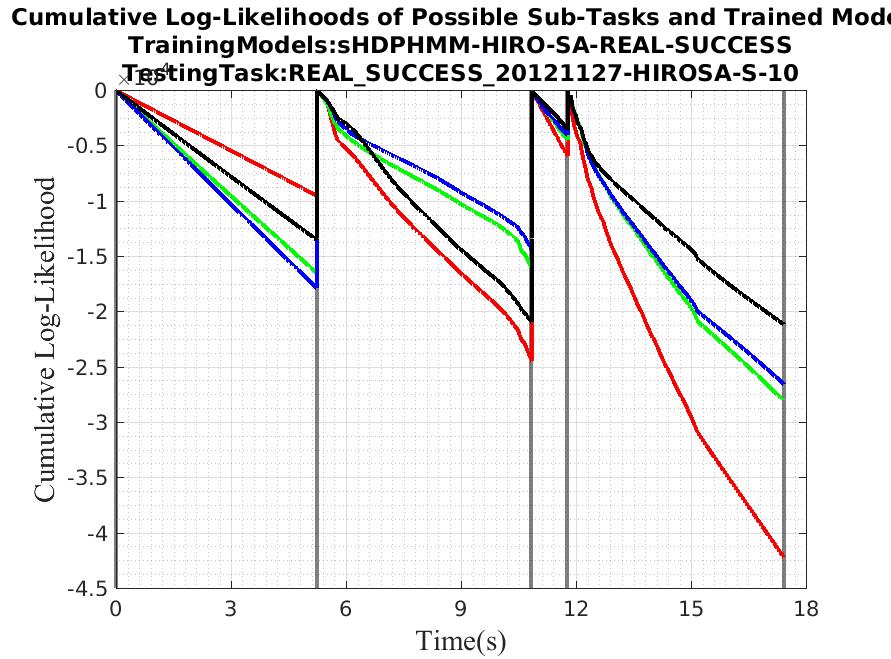 Cumulative Log-Likelihoods of Possible Sub-Tasks and Trained Mode
TrainingModels:sHDPHMM-HIRO-SA-REAL-SUCCESS
TestingTask:REAL_SUCCESS_20121127-HIROSA-S-10
×10^4
0
-0.5
-1
-1.5
-2
-2.5
-3
-3.5
-4
-4.5
Cumulative Log-Likelihood
0 3 6 9 12 15 18
Time(s)